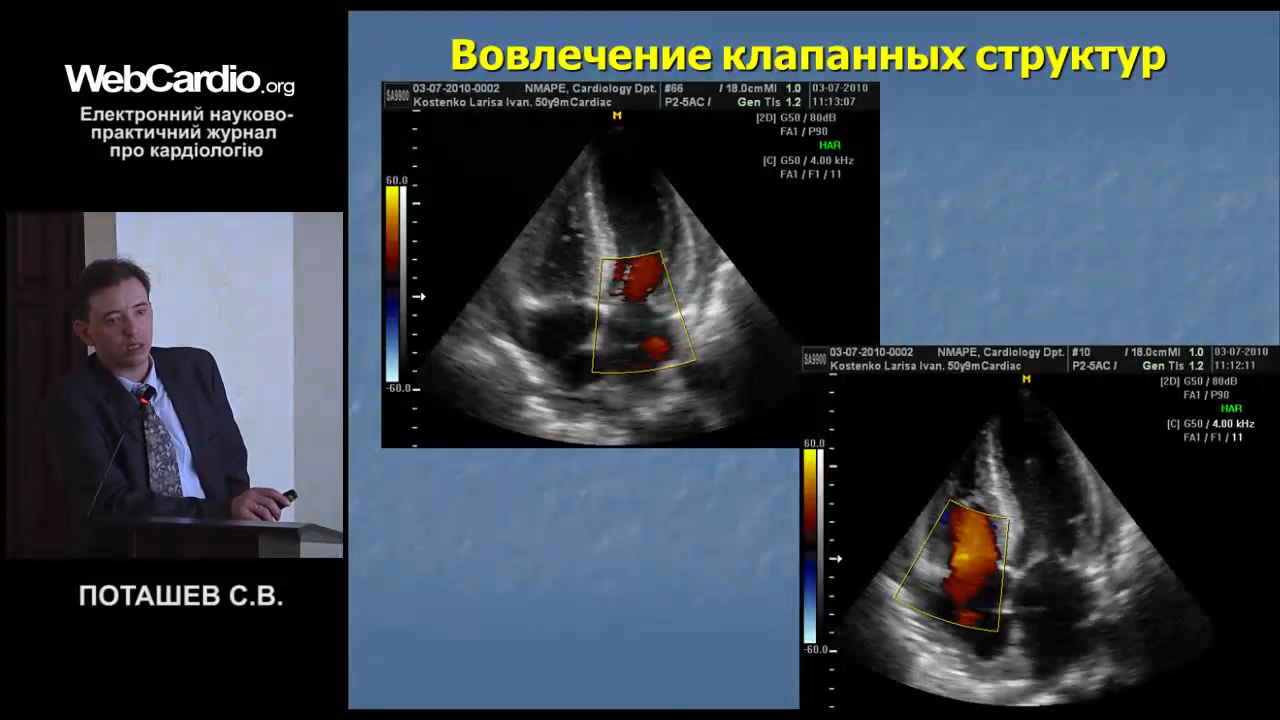 WebCardio.org
Електронний науково-
практичний журнал
про кардіологію
ПОТАШЕВ С.В.
Вовлечение клапанных структур
SA9900
03-07-2010-0002 NMAPE, Cardiology Dpt. #66 / 18.0cm MI 1.0 03-07-2010
Kostenko Larisa Ivan. 50y9m Cardiac P2-5AC / Gen TIs 1.2 11:13:07
M
[2D] G50 / 80dB
FA1 / P90
HAR
[C] G50 / 4.00 kHz
FA1 / F1 / 11
60.0
-60.0
SA9900
03-07-2010-0002 NMAPE, Cardiology Dpt. #10 / 18.0cm MI 1.0 03-07-2010
Kostenko Larisa Ivan. 50y9m Cardiac P2-5AC / Gen TIs 1.2 11:12:11
M
[2D] G50 / 80dB
FA1 / P90
HAR
[C] G50 / 4.00 kHz
FA1 / F1 / 11
60.0
-60.0